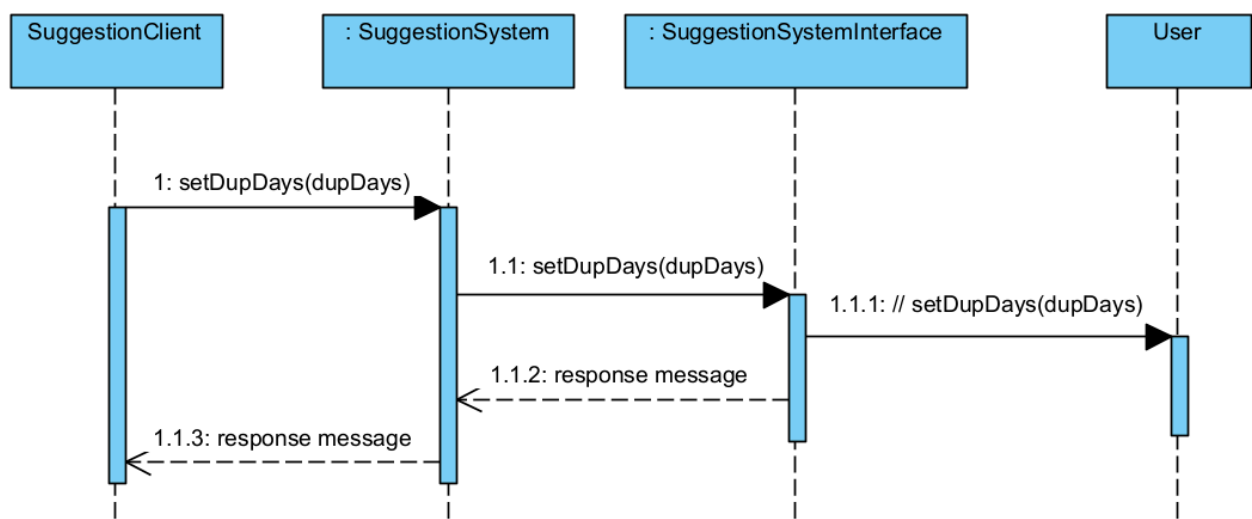 SuggestionClient
: SuggestionSystem
: SuggestionSystemInterface
User
1: setDupDays(dupDays)
1.1: setDupDays(dupDays)
1.1.1: // setDupDays(dupDays)
1.1.2: response message
1.1.3: response message